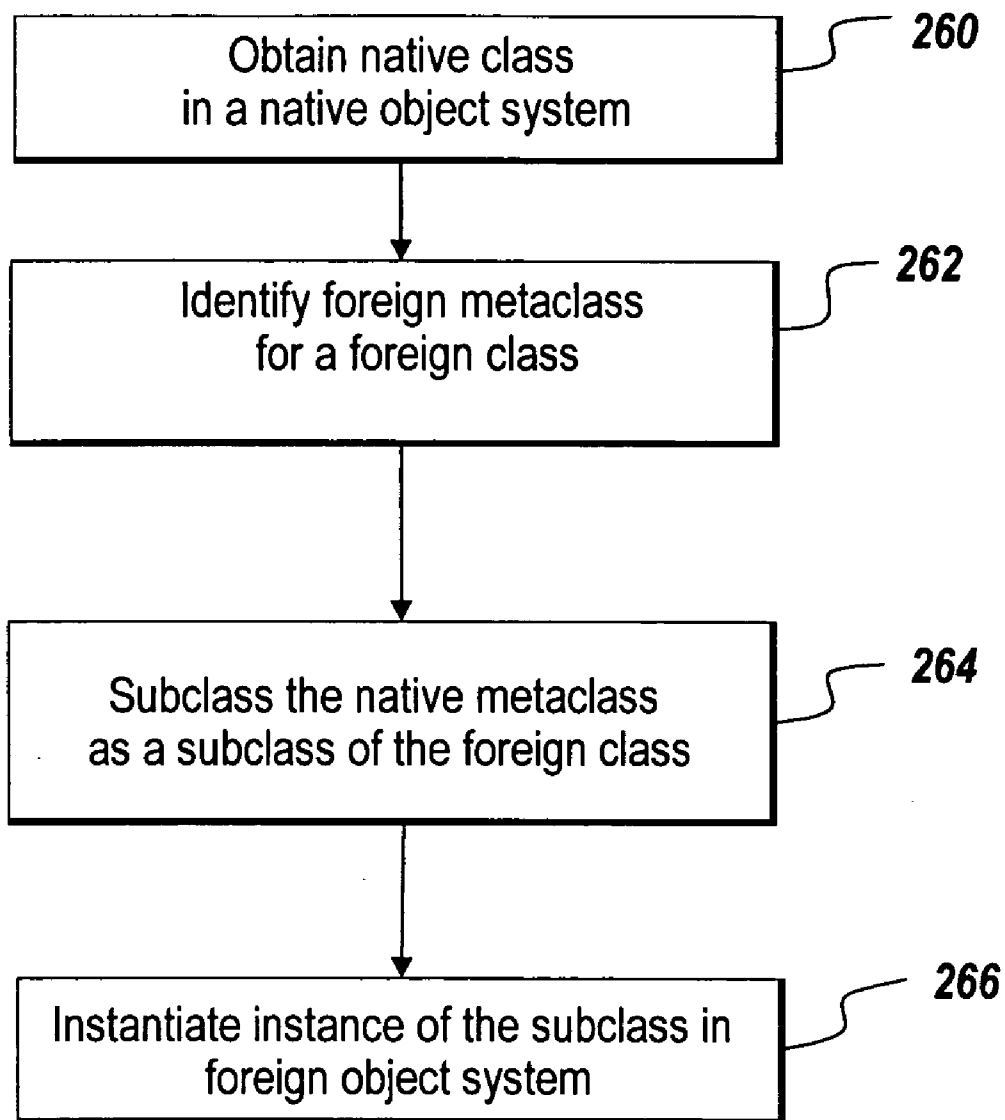 Obtain native class
in a native object system
260
Identify foreign metaclass
for a foreign class
262
Subclass the native metaclass
as a subclass of the foreign class
264
Instantiate instance of the subclass in
foreign object system
266